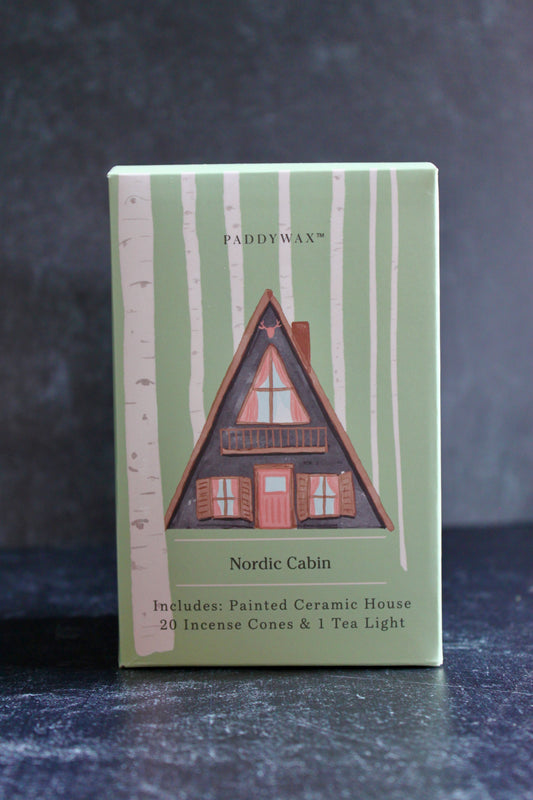 PADDYWAX™
Nordic Cabin
Includes: Painted Ceramic House
20 Incense Cones & 1 Tea Light